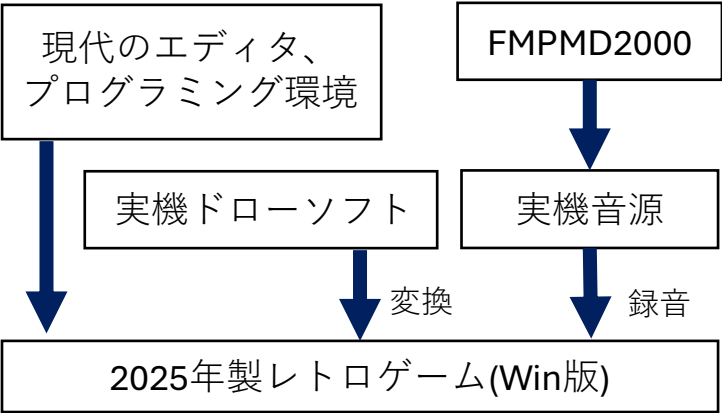 現代のエディタ、
プログラミング環境
FMPMD2000
実機ドローソフト
実機音源
変換
録音
2025年製レトロゲーム(Win版)